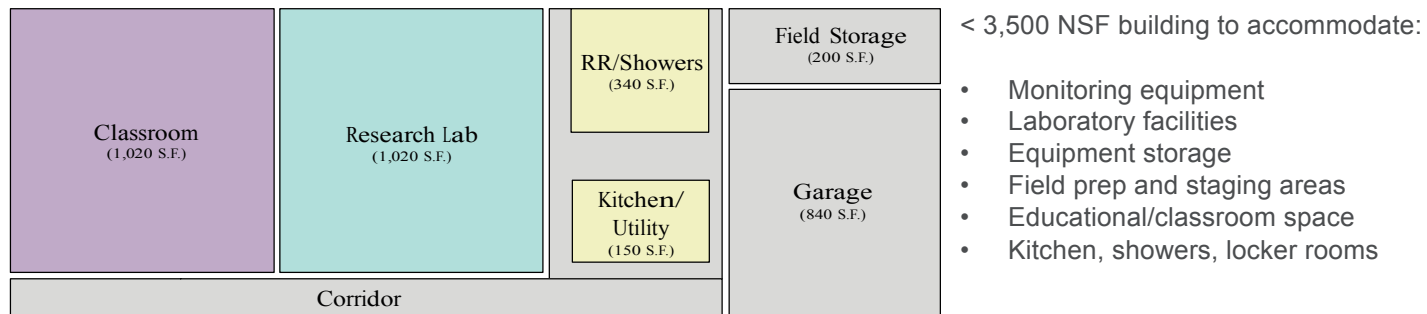 Classroom
(1,020 S.F.)
Research Lab
(1,020 S.F.)
RR/Showers
(340 S.F.)
Kitchen/
Utility
(150 S.F.)
Corridor
Field Storage
(200 S.F.)
Garage
(840 S.F.)
< 3,500 NSF building to accommodate:
• Monitoring equipment
• Laboratory facilities
• Equipment storage
• Field prep and staging areas
• Educational/classroom space
• Kitchen, showers, locker rooms